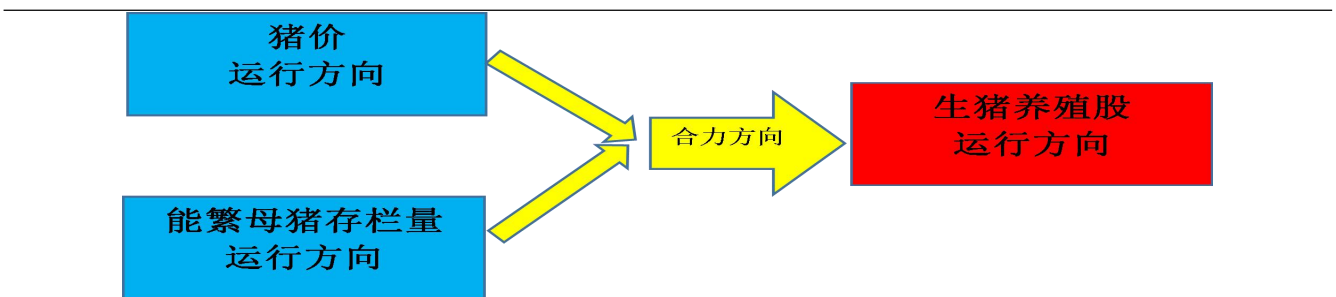 猪价
运行方向
能繁母猪存栏量
运行方向
合力方向
生猪养殖股
运行方向